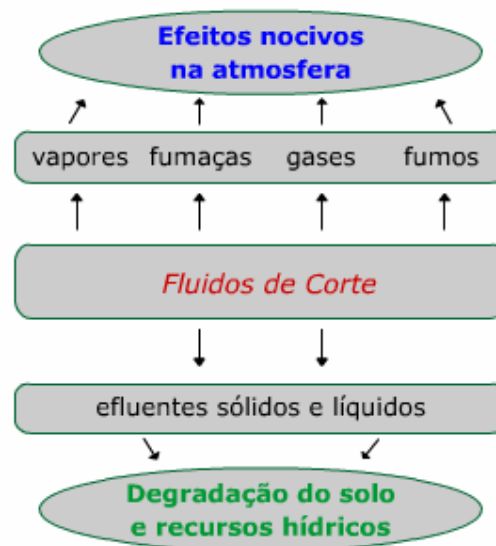 Efeitos nocivos
na atmosfera
vapores fumaças gases fumos
Fluidos de Corte
efluentes sólidos e líquidos
Degradação do solo
e recursos hídricos